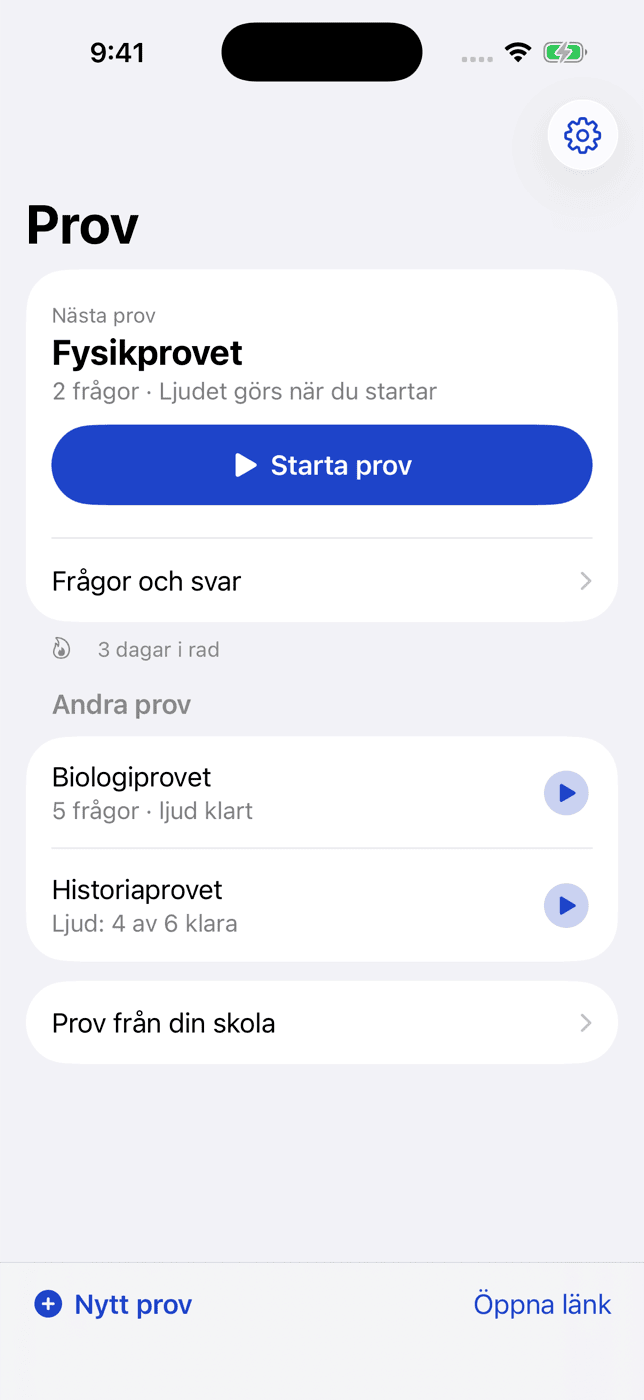 9:41
Prov
Nästa prov
Fysikprovet
2 frågor · Ljudet görs när du startar
Starta prov
Frågor och svar
3 dagar i rad
Andra prov
Biologiprovet
5 frågor · ljud klart
Historiaprovet
Ljud: 4 av 6 klara
Prov från din skola
Nytt prov
Öppna länk